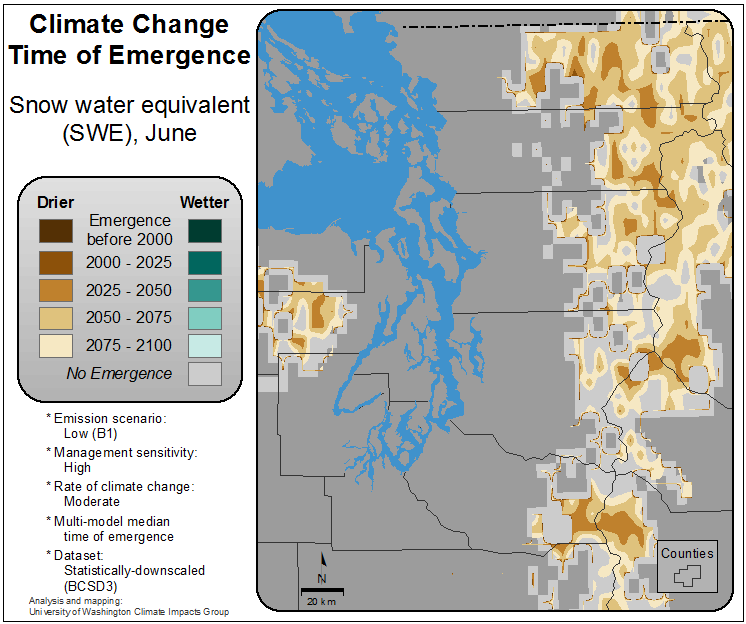 Climate Change
Time of Emergence
Snow water equivalent
(SWE), June
Drier Wetter
Emergence
before 2000
2000 - 2025
2025 - 2050
2050 - 2075
2075 - 2100
No Emergence
* Emission scenario:
Low (B1)
* Management sensitivity:
High
* Rate of climate change:
Moderate
* Multi-model median
time of emergence
* Dataset:
Statistically-downscaled
(BCSD3)
Analysis and mapping:
University of Washington Climate Impacts Group
N
20 km
Counties